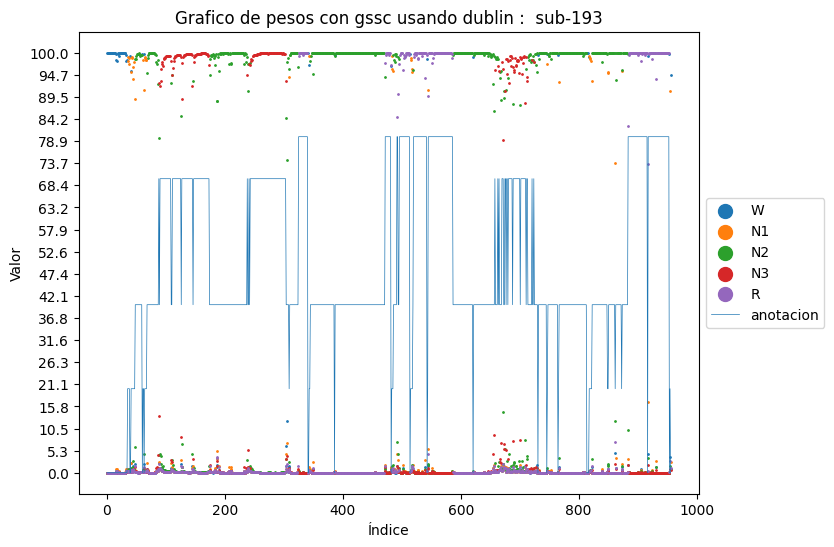 Grafico de pesos con gssc usando dublin :  sub-193
100.0
94.7
89.5
84.2
78.9
73.7
68.4
63.2
57.9
52.6
47.4
42.1
36.8
31.6
26.3
21.1
15.8
10.5
5.3
0.0
Valor
0 200 400 600 800 1000
Índice
W
N1
N2
N3
R
anotacion